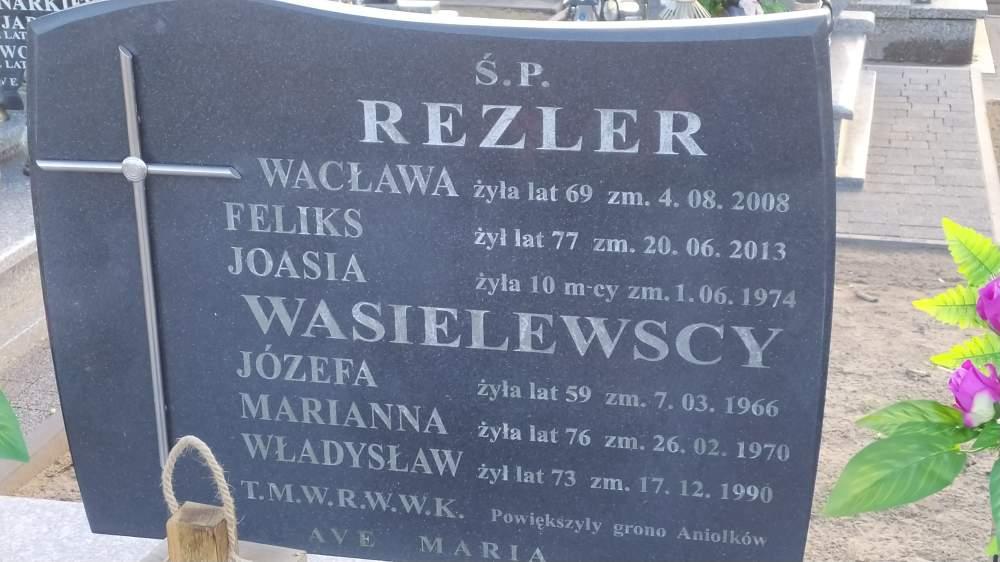 Ś.P.
REZLER
WACŁAWA żyła lat 69 zm. 4. 08. 2008
FELIKS żył lat 77 zm. 20. 06. 2013
JOASIA żyła 10 m-cy zm. 1. 06. 1974
WASIELEWSCY
JÓZEFA żyła lat 59 zm. 7. 03. 1966
MARIANNA żyła lat 76 zm. 26. 02. 1970
WŁADYSŁAW żył lat 73 zm. 17. 12. 1990
T.M.W.R.W.W.K. Powiększyły grono Aniołków
AVE MARIA